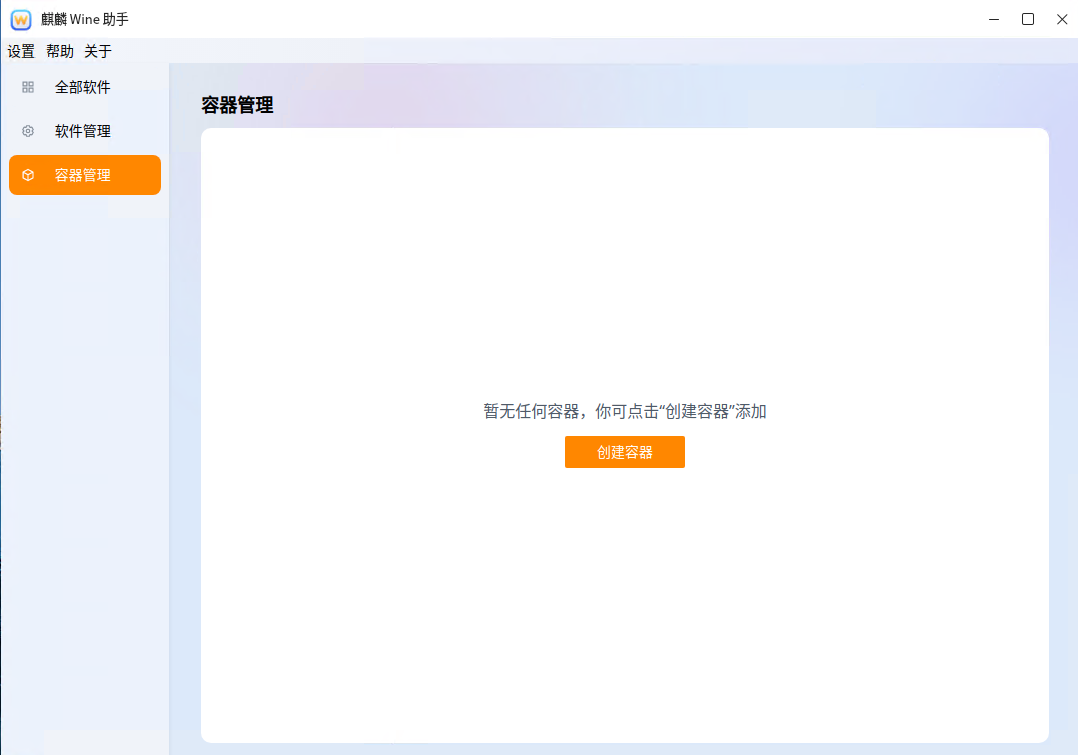 麒麟 Wine 助手
设置 帮助 关于
全部软件
软件管理
容器管理
容器管理
暂无任何容器，你可点击“创建容器”添加
创建容器